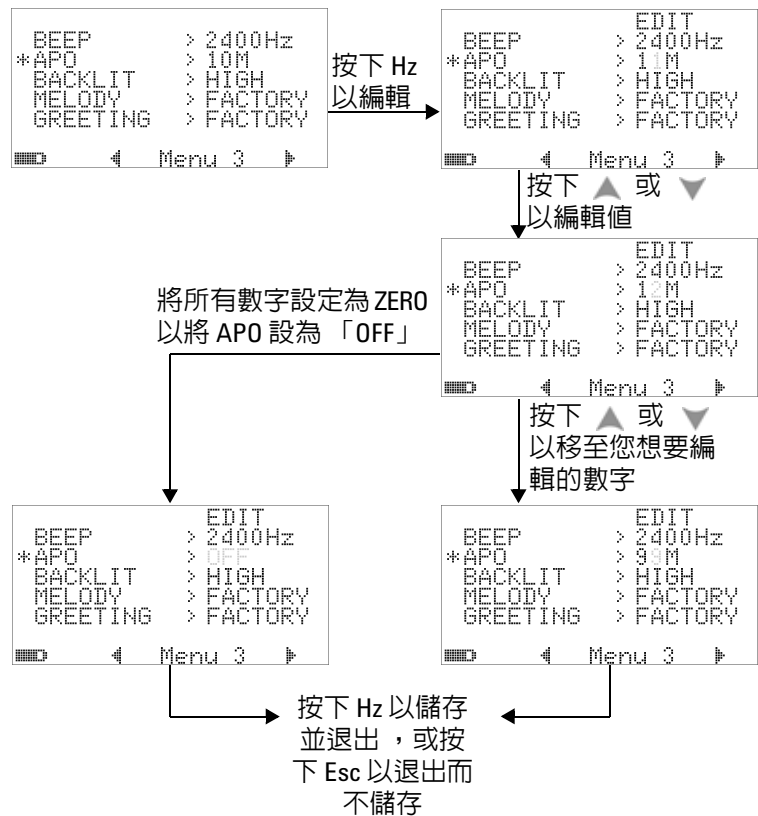 BEEP > 2400Hz
*APO > 10M
BACKLIT > HIGH
MELODY > FACTORY
GREETING > FACTORY
Menu 3
按下 Hz
以編輯
EDIT
BEEP > 2400Hz
*APO > 11M
BACKLIT > HIGH
MELODY > FACTORY
GREETING > FACTORY
Menu 3
按下 ▲ 或 ▼
以編輯值
EDIT
BEEP > 2400Hz
*APO > 12M
BACKLIT > HIGH
MELODY > FACTORY
GREETING > FACTORY
Menu 3
將所有數字設定為 ZERO
以將 APO 設為 「OFF」
按下 ▲ 或 ▼
以移至您想要編
輯的數字
EDIT
BEEP > 2400Hz
*APO > OFF
BACKLIT > HIGH
MELODY > FACTORY
GREETING > FACTORY
Menu 3
EDIT
BEEP > 2400Hz
*APO > 99M
BACKLIT > HIGH
MELODY > FACTORY
GREETING > FACTORY
Menu 3
按下 Hz 以儲存
並退出 ，或按
下 Esc 以退出而
不儲存